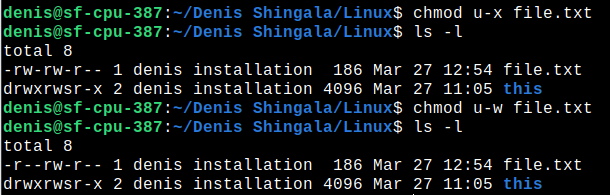 denis@sf-cpu-387:~/Denis Shingala/Linux$ chmod u-x file.txt
denis@sf-cpu-387:~/Denis Shingala/Linux$ ls -l
total 8
-rw-rw-r-- 1 denis installation  186 Mar 27 12:54 file.txt
drwxrwsr-x 2 denis installation 4096 Mar 27 11:05 this
denis@sf-cpu-387:~/Denis Shingala/Linux$ chmod u-w file.txt
denis@sf-cpu-387:~/Denis Shingala/Linux$ ls -l
total 8
-r--rw-r-- 1 denis installation  186 Mar 27 12:54 file.txt
drwxrwsr-x 2 denis installation 4096 Mar 27 11:05 this